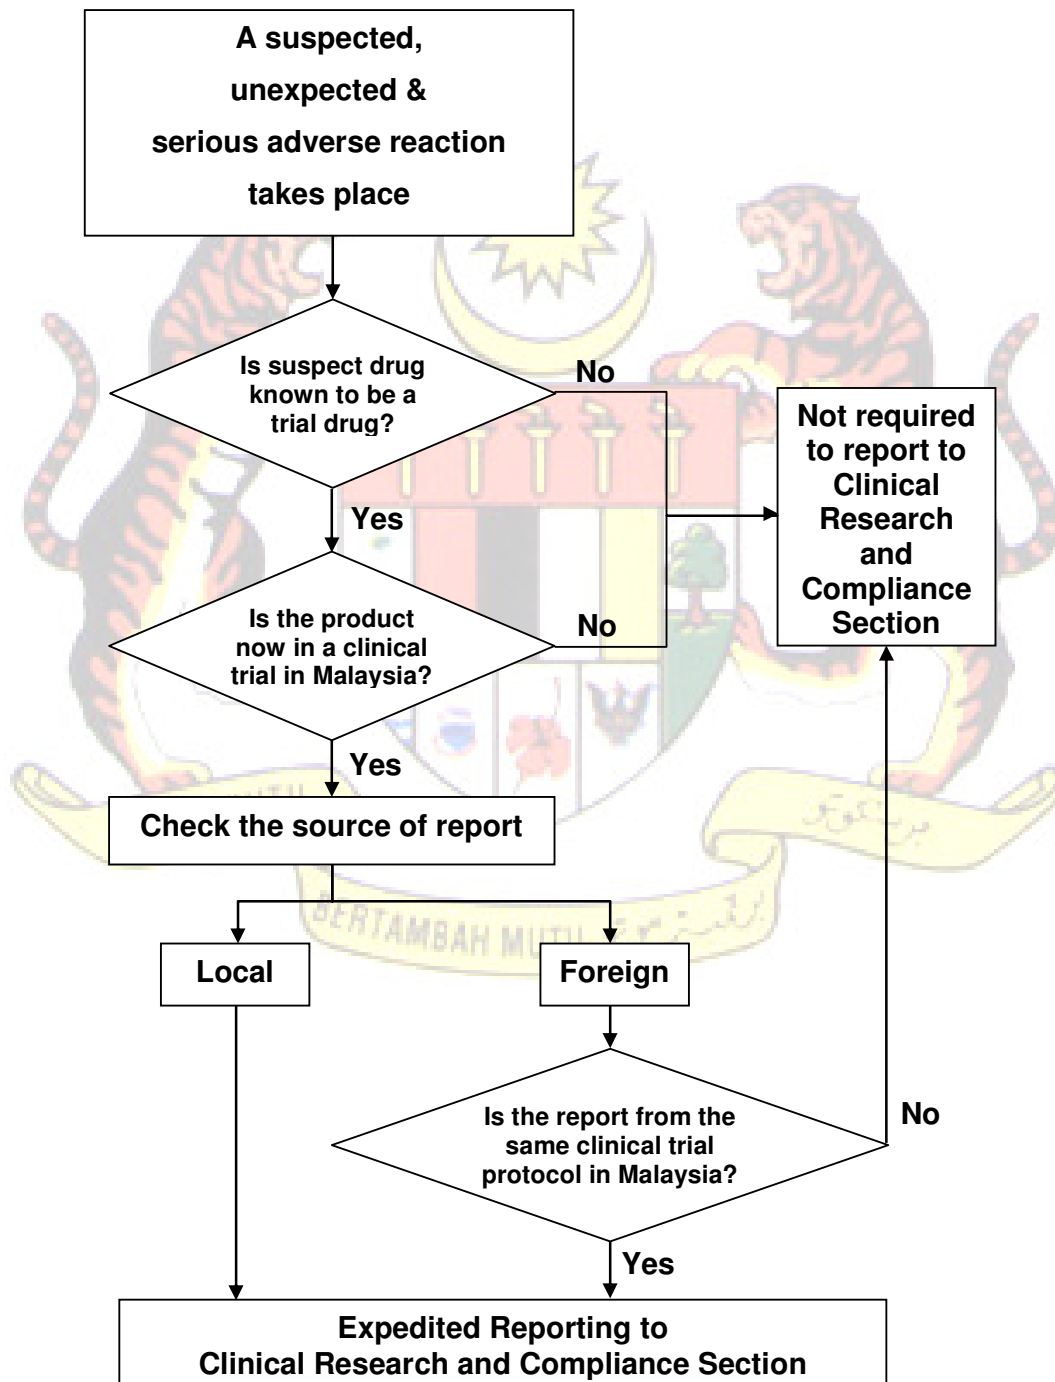 A suspected,
unexpected &
serious adverse reaction
takes place
Is suspect drug
known to be a
trial drug?
No
Not required
to report to
Clinical
Research
and
Compliance
Section
Yes
Is the product
now in a clinical
trial in Malaysia?
No
Yes
Check the source of report
BERTAMBAH MUTU
Local
Foreign
Is the report from the
same clinical trial
protocol in Malaysia?
No
Yes
Expedited Reporting to
Clinical Research and Compliance Section